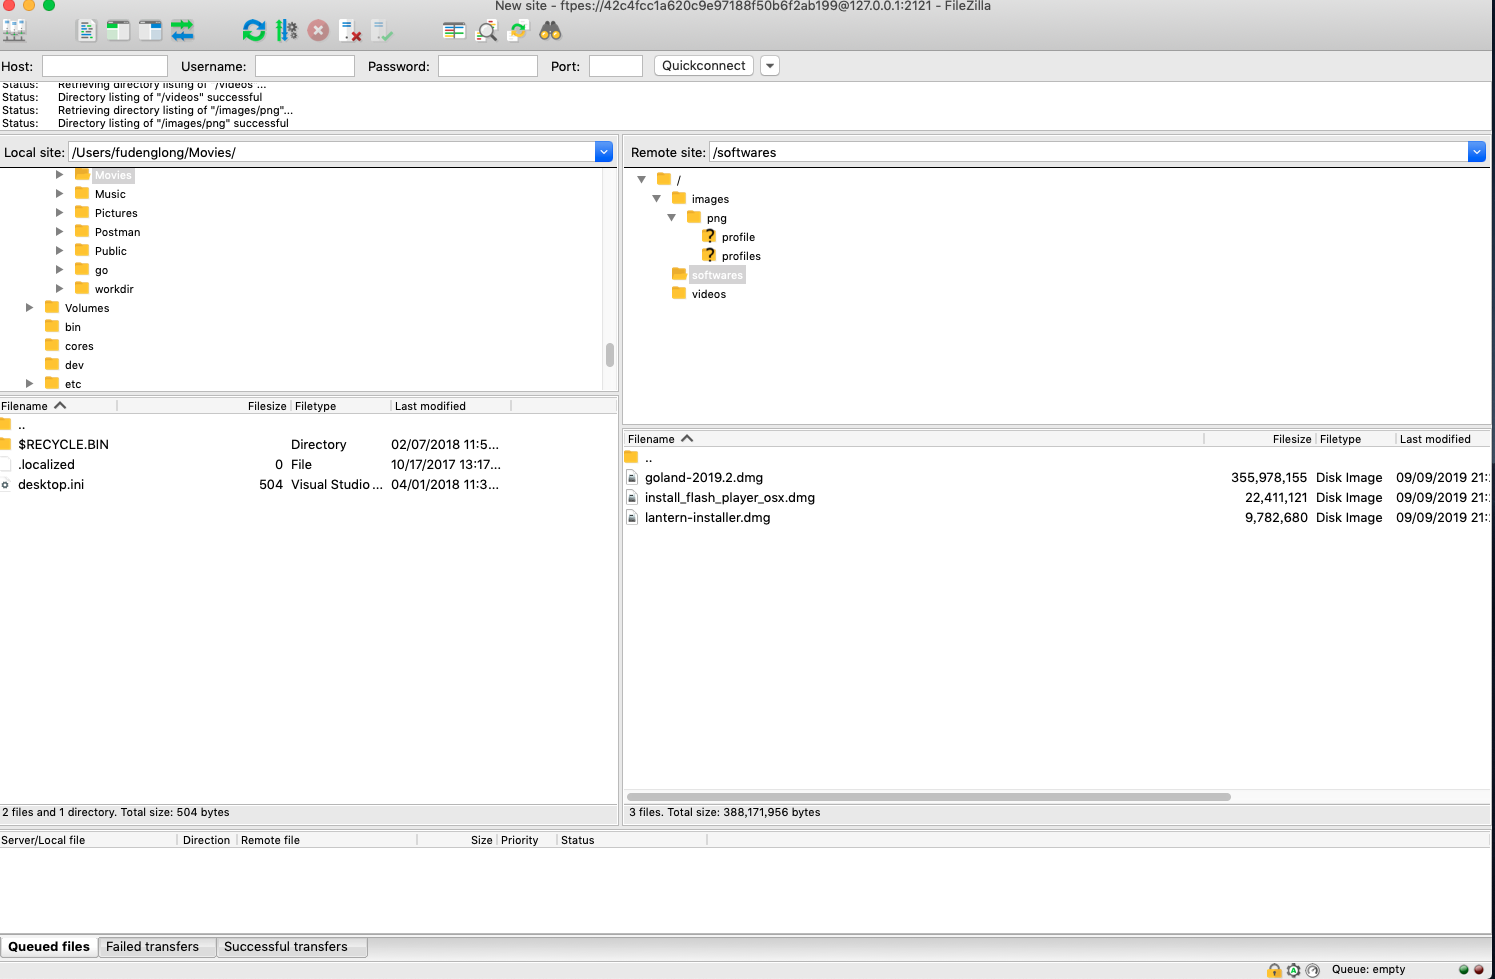 New site - ftpes://42c4fcc1a620c9e97188f50b6f2ab199@127.0.0.1:2121 - FileZilla
Host: Username: Password: Port: Quickconnect
Status: Retrieving directory listing of "/videos"...
Status: Directory listing of "/videos" successful
Status: Retrieving directory listing of "/images/png"...
Status: Directory listing of "/images/png" successful
Local site: /Users/fudenglong/Movies/
Movies
Music
Pictures
Postman
Public
go
workdir
Volumes
bin
cores
dev
etc
Filename Filesize Filetype Last modified
..
$RECYCLE.BIN Directory 02/07/2018 11:5...
.localized 0 File 10/17/2017 13:17...
desktop.ini 504 Visual Studio ... 04/01/2018 11:3...
2 files and 1 directory. Total size: 504 bytes
Remote site: /softwares
/
images
png
? profile
? profiles
softwares
videos
Filename Filesize Filetype Last modified
..
goland-2019.2.dmg 355,978,155 Disk Image 09/09/2019 21:
install_flash_player_osx.dmg 22,411,121 Disk Image 09/09/2019 21:
lantern-installer.dmg 9,782,680 Disk Image 09/09/2019 21:
3 files. Total size: 388,171,956 bytes
Server/Local file Direction Remote file Size Priority Status
Queued files Failed transfers Successful transfers
Queue: empty